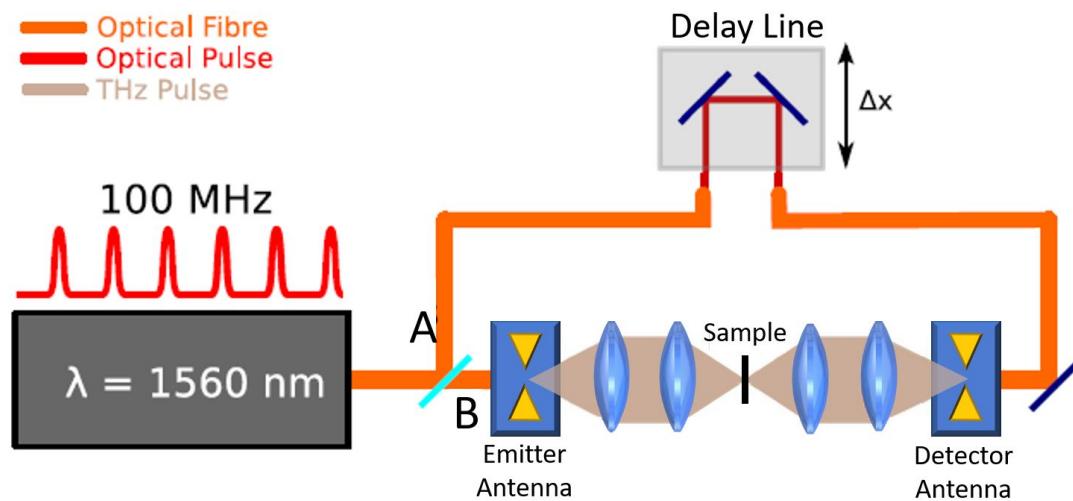 Optical Fibre
Optical Pulse
THz Pulse
Delay Line
Δx
100 MHz
λ = 1560 nm
A
B
Sample
Emitter
Antenna
Detector
Antenna